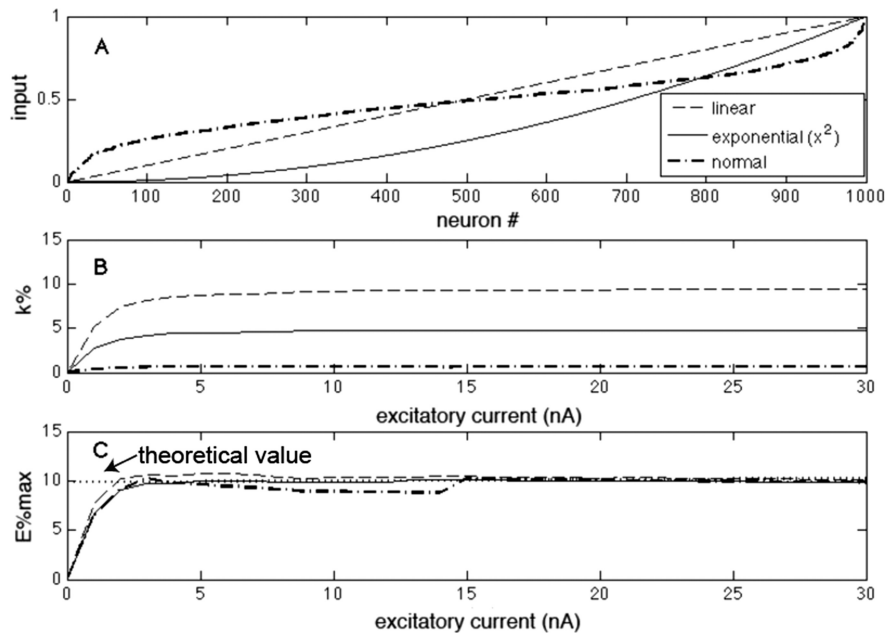 A
input
1
0.5
0
0 100 200 300 400 500 600 700 800 900 1000
neuron #
linear
exponential (x²)
normal
B
k%
15
10
5
0
0 5 10 15 20 25 30
excitatory current (nA)
C
theoretical value
E%max
15
10
5
0
0 5 10 15 20 25 30
excitatory current (nA)